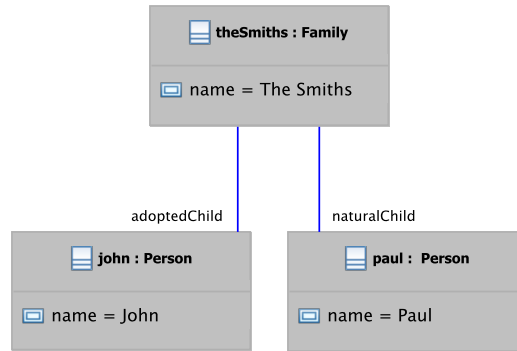 theSmiths : Family
name = The Smiths
adoptedChild
naturalChild
john : Person
name = John
paul :  Person
name = Paul